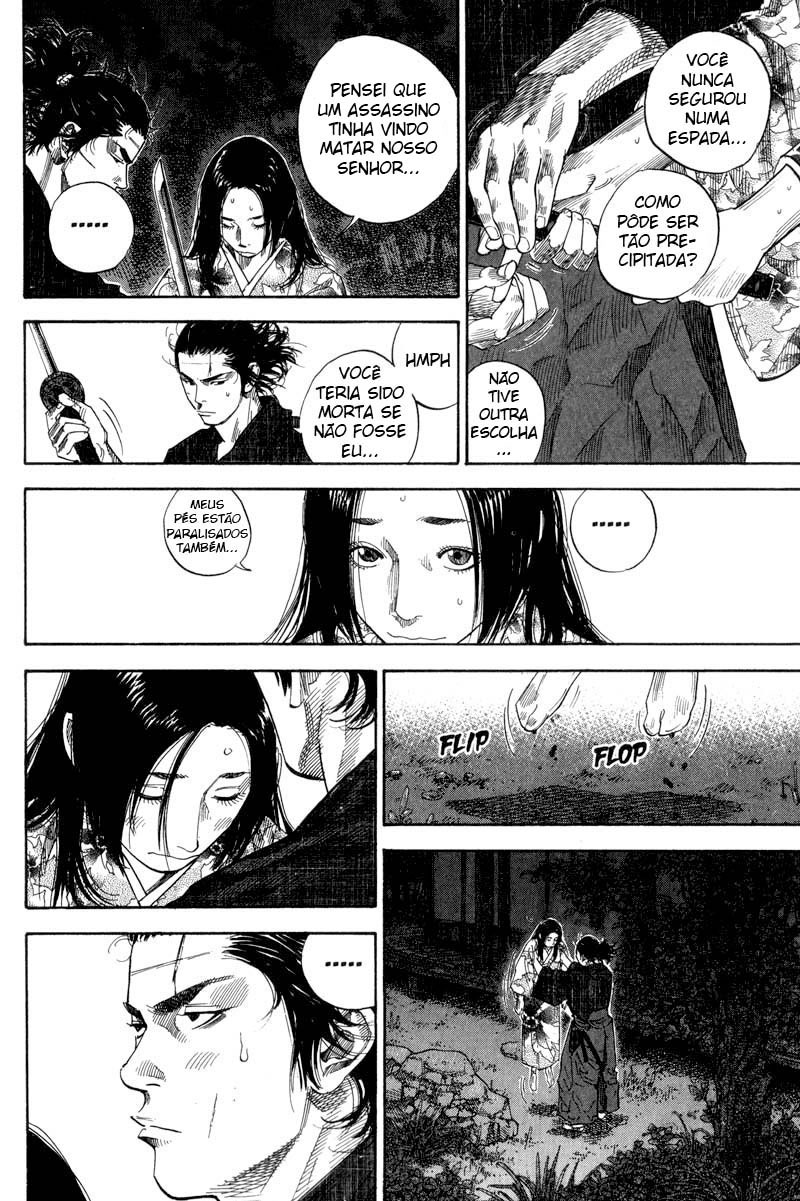 VOCÊ
NUNCA
SEGUROU
NUMA
ESPADA...
COMO
PÔDE SER
TÃO PRE-
CIPITADA?
NÃO
TIVE
OUTRA
ESCOLHA
...
PENSEI QUE
UM ASSASSINO
TINHA VINDO
MATAR NOSSO
SENHOR...
.....
HMPH
VOCÊ
TERIA SIDO
MORTA SE
NÃO FOSSE
EU...
.....
MEUS
PÉS ESTÃO
PARALISADOS
TAMBÉM...
FLIP
FLOP
.....